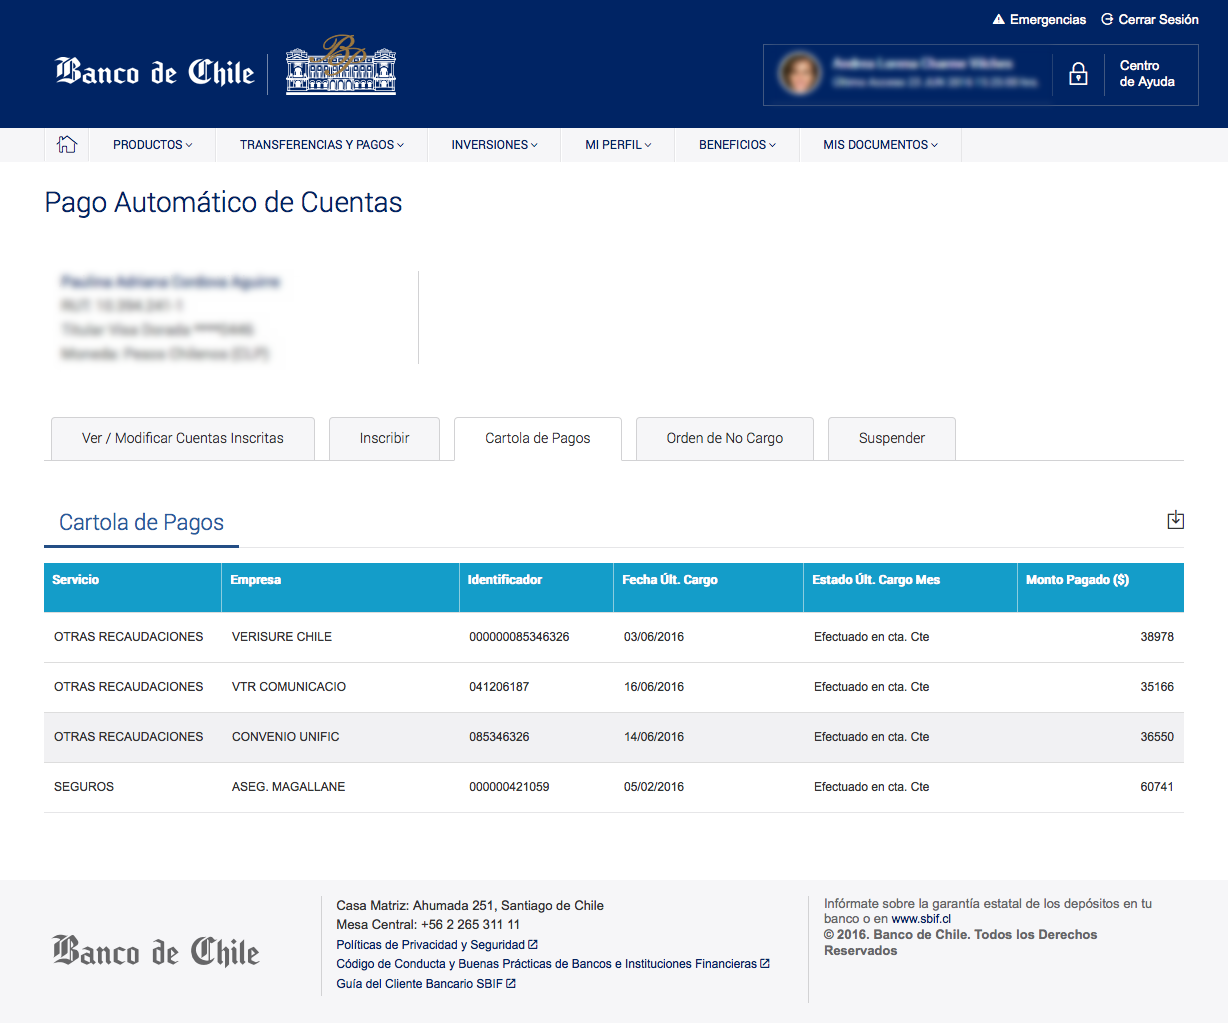 Emergencias Cerrar Sesión
Banco de Chile
Centro
de Ayuda
PRODUCTOS TRANSFERENCIAS Y PAGOS INVERSIONES MI PERFIL BENEFICIOS MIS DOCUMENTOS
Pago Automático de Cuentas
Ver / Modificar Cuentas Inscritas Inscribir Cartola de Pagos Orden de No Cargo Suspender
Cartola de Pagos
Servicio Empresa Identificador Fecha Últ. Cargo Estado Últ. Cargo Mes Monto Pagado ($)
OTRAS RECAUDACIONES VERISURE CHILE 000000085346326 03/06/2016 Efectuado en cta. Cte 38978
OTRAS RECAUDACIONES VTR COMUNICACIO 041206187 16/06/2016 Efectuado en cta. Cte 35166
OTRAS RECAUDACIONES CONVENIO UNIFIC 085346326 14/06/2016 Efectuado en cta. Cte 36550
SEGUROS ASEG. MAGALLANE 000000421059 05/02/2016 Efectuado en cta. Cte 60741
Banco de Chile
Casa Matriz: Ahumada 251, Santiago de Chile
Mesa Central: +56 2 265 311 11
Políticas de Privacidad y Seguridad
Código de Conducta y Buenas Prácticas de Bancos e Instituciones Financieras
Guía del Cliente Bancario SBIF
Infórmate sobre la garantía estatal de los depósitos en tu
banco o en www.sbif.cl
© 2016. Banco de Chile. Todos los Derechos
Reservados